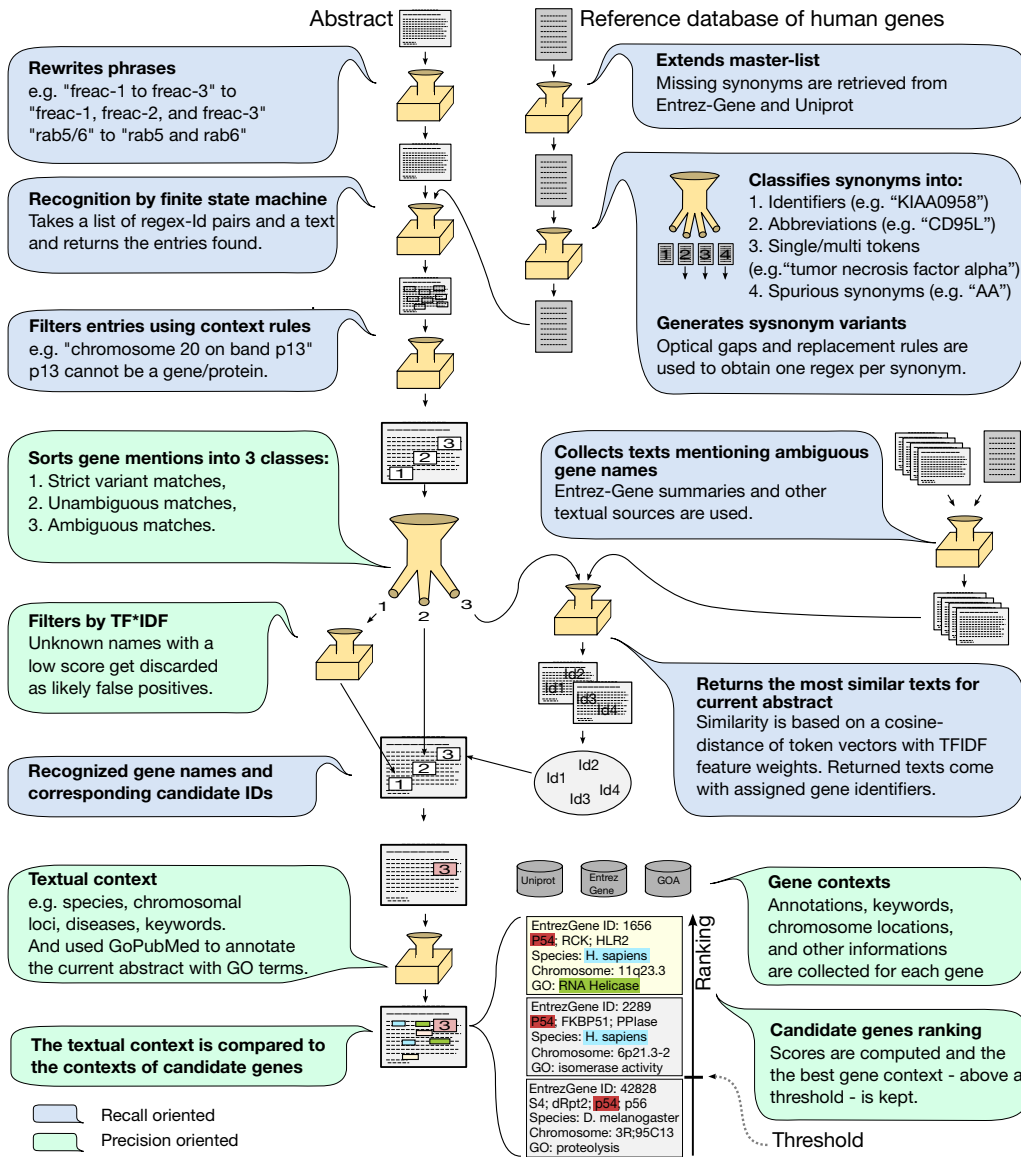 Abstract
Reference database of human genes
Rewrites phrases
e.g. "freac-1 to freac-3" to
"freac-1, freac-2, and freac-3"
"rab5/6" to "rab5 and rab6"
Extends master-list
Missing synonyms are retrieved from
Entrez-Gene and Uniprot
Recognition by finite state machine
Takes a list of regex-Id pairs and a text
and returns the entries found.
Classifies synonyms into:
1. Identifiers (e.g. “KIAA0958”)
2. Abbreviations (e.g. “CD95L”)
3. Single/multi tokens
(e.g.“tumor necrosis factor alpha”)
4. Spurious synonyms (e.g. “AA”)
1 2 3 4
Generates sysnonym variants
Optical gaps and replacement rules are
used to obtain one regex per synonym.
Filters entries using context rules
e.g. "chromosome 20 on band p13"
p13 cannot be a gene/protein.
3
2
1
Sorts gene mentions into 3 classes:
1. Strict variant matches,
2. Unambiguous matches,
3. Ambiguous matches.
Collects texts mentioning ambiguous
gene names
Entrez-Gene summaries and other
textual sources are used.
1
2
3
Filters by TF*IDF
Unknown names with a
low score get discarded
as likely false positives.
Id2
Id1
Id3
Id4
Returns the most similar texts for
current abstract
Similarity is based on a cosine-
distance of token vectors with TFIDF
feature weights. Returned texts come
with assigned gene identifiers.
Recognized gene names and
corresponding candidate IDs
3
2
1
Id2
Id1
Id4
Id3
Textual context
e.g. species, chromosomal
loci, diseases, keywords.
And used GoPubMed to annotate
the current abstract with GO terms.
3
Uniprot
Entrez
Gene
GOA
Gene contexts
Annotations, keywords,
chromosome locations,
and other informations
are collected for each gene
EntrezGene ID: 1656
P54; RCK; HLR2
Species: H. sapiens
Chromosome: 11q23.3
GO: RNA Helicase
Ranking
EntrezGene ID: 2289
P54; FKBP51; PPIase
Species: H. sapiens
Chromosome: 6p21.3-2
GO: isomerase activity
EntrezGene ID: 42828
S4; dRpt2; p54; p56
Species: D. melanogaster
Chromosome: 3R;95C13
GO: proteolysis
3
The textual context is compared to
the contexts of candidate genes
Candidate genes ranking
Scores are computed and the
the best gene context - above a
threshold - is kept.
Threshold
Recall oriented
Precision oriented